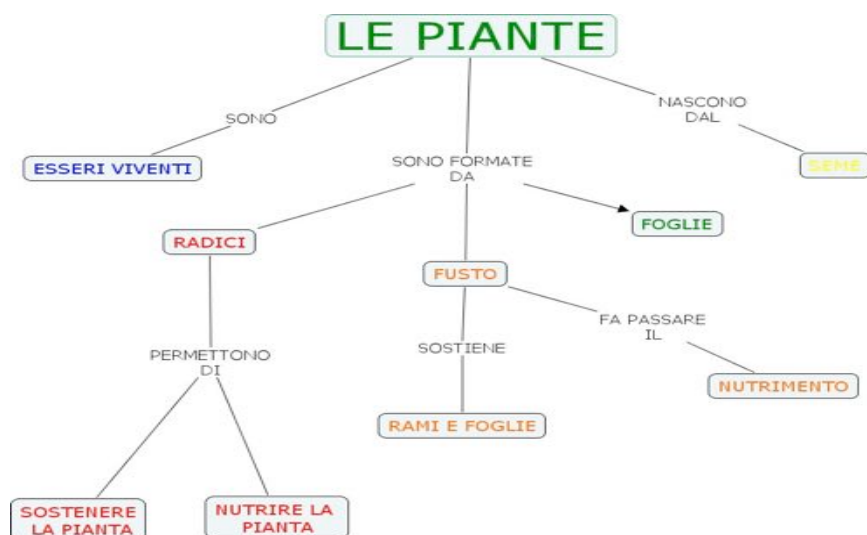 LE PIANTE
SONO
NASCONO
DAL
ESSERI VIVENTI
SONO FORMATE
DA
SEME
RADICI
FOGLIE
FUSTO
PERMETTONO
DI
SOSTIENE
FA PASSARE
IL
NUTRIMENTO
RAMI E FOGLIE
SOSTENERE
LA PIANTA
NUTRIRE LA
PIANTA